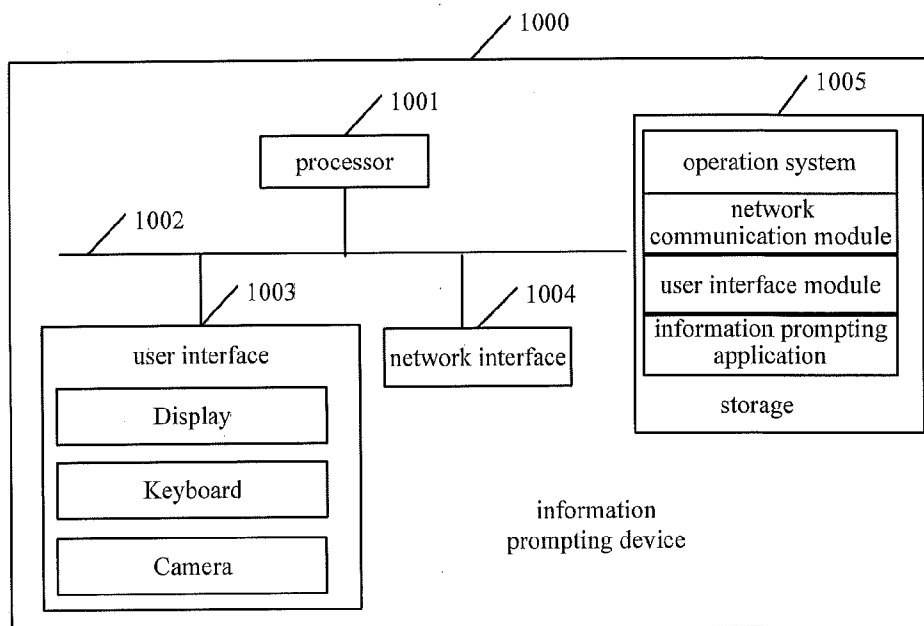 1000
1001
1005
processor
operation system
network
communication module
1002
user interface module
1003
1004
information prompting
application
user interface
network interface
storage
Display
Keyboard
information
prompting device
Camera